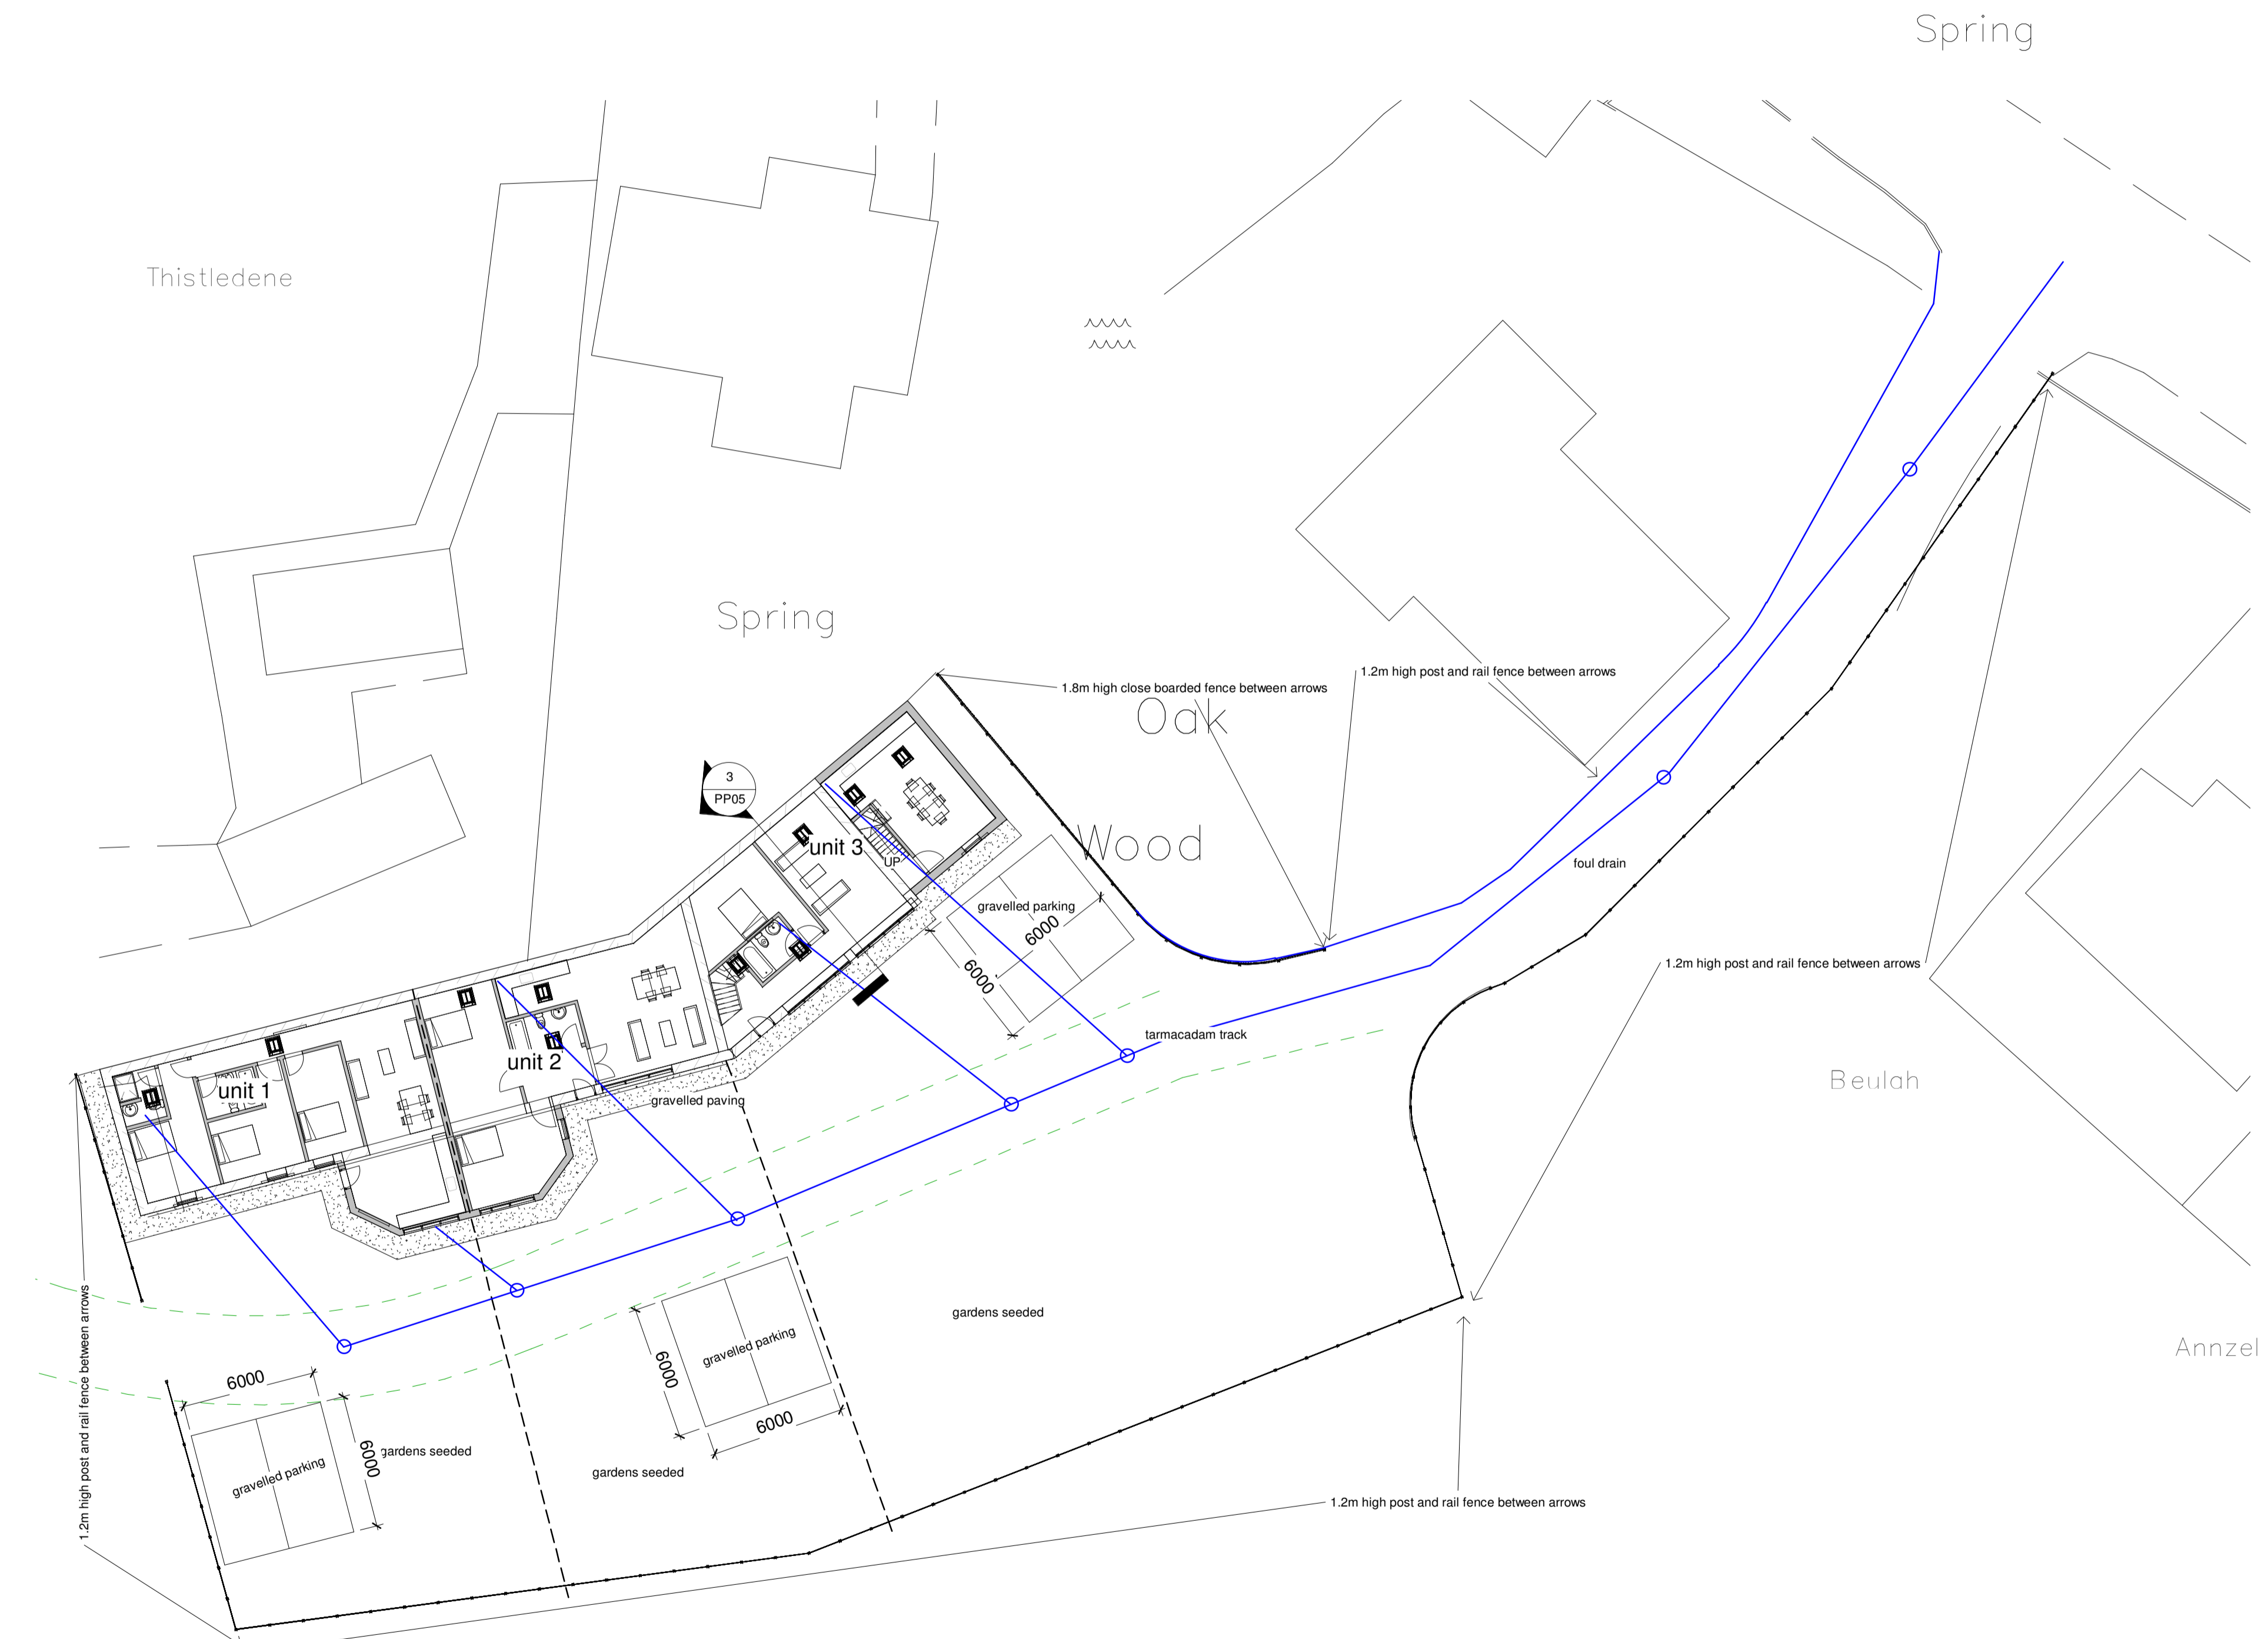 Spring
Thistledene
Spring
1.2m high post and rail fence between arrows
1.8m high close boarded fence between arrows
Oak
3
PP05
Wood
unit 3
UP
foul drain
gravelled parking
6000
6000
1.2m high post and rail fence between arrows
tarmacadam track
unit 2
unit 1
gravelled paving
Beulah
gardens seeded
Annzel
gravelled parking
6000
6000
6000
6000
gravelled parking
gardens seeded
gardens seeded
1.2m high post and rail fence between arrows
1.2m high post and rail fence between arrows